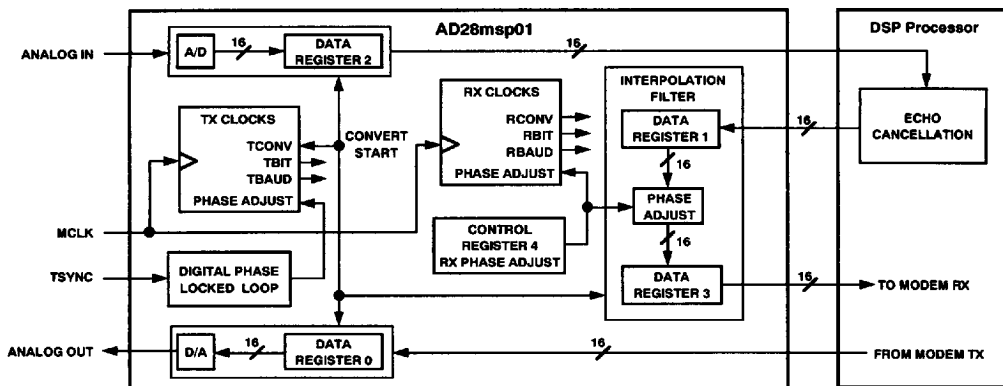 AD28msp01
DSP Processor
ANALOG IN
A/D
16
DATA
REGISTER 2
16
INTERPOLATION
FILTER
DATA
REGISTER 1
16
16
PHASE
ADJUST
16
DATA
REGISTER 3
16
ECHO
CANCELLATION
TX CLOCKS
TCONV
TBIT
TBAUD
PHASE ADJUST
CONVERT
START
RX CLOCKS
RCONV
RBIT
RBAUD
PHASE ADJUST
CONTROL
REGISTER 4
RX PHASE ADJUST
MCLK
TSYNC
DIGITAL PHASE
LOCKED LOOP
TO MODEM RX
ANALOG OUT
D/A
16
DATA
REGISTER 0
16
FROM MODEM TX